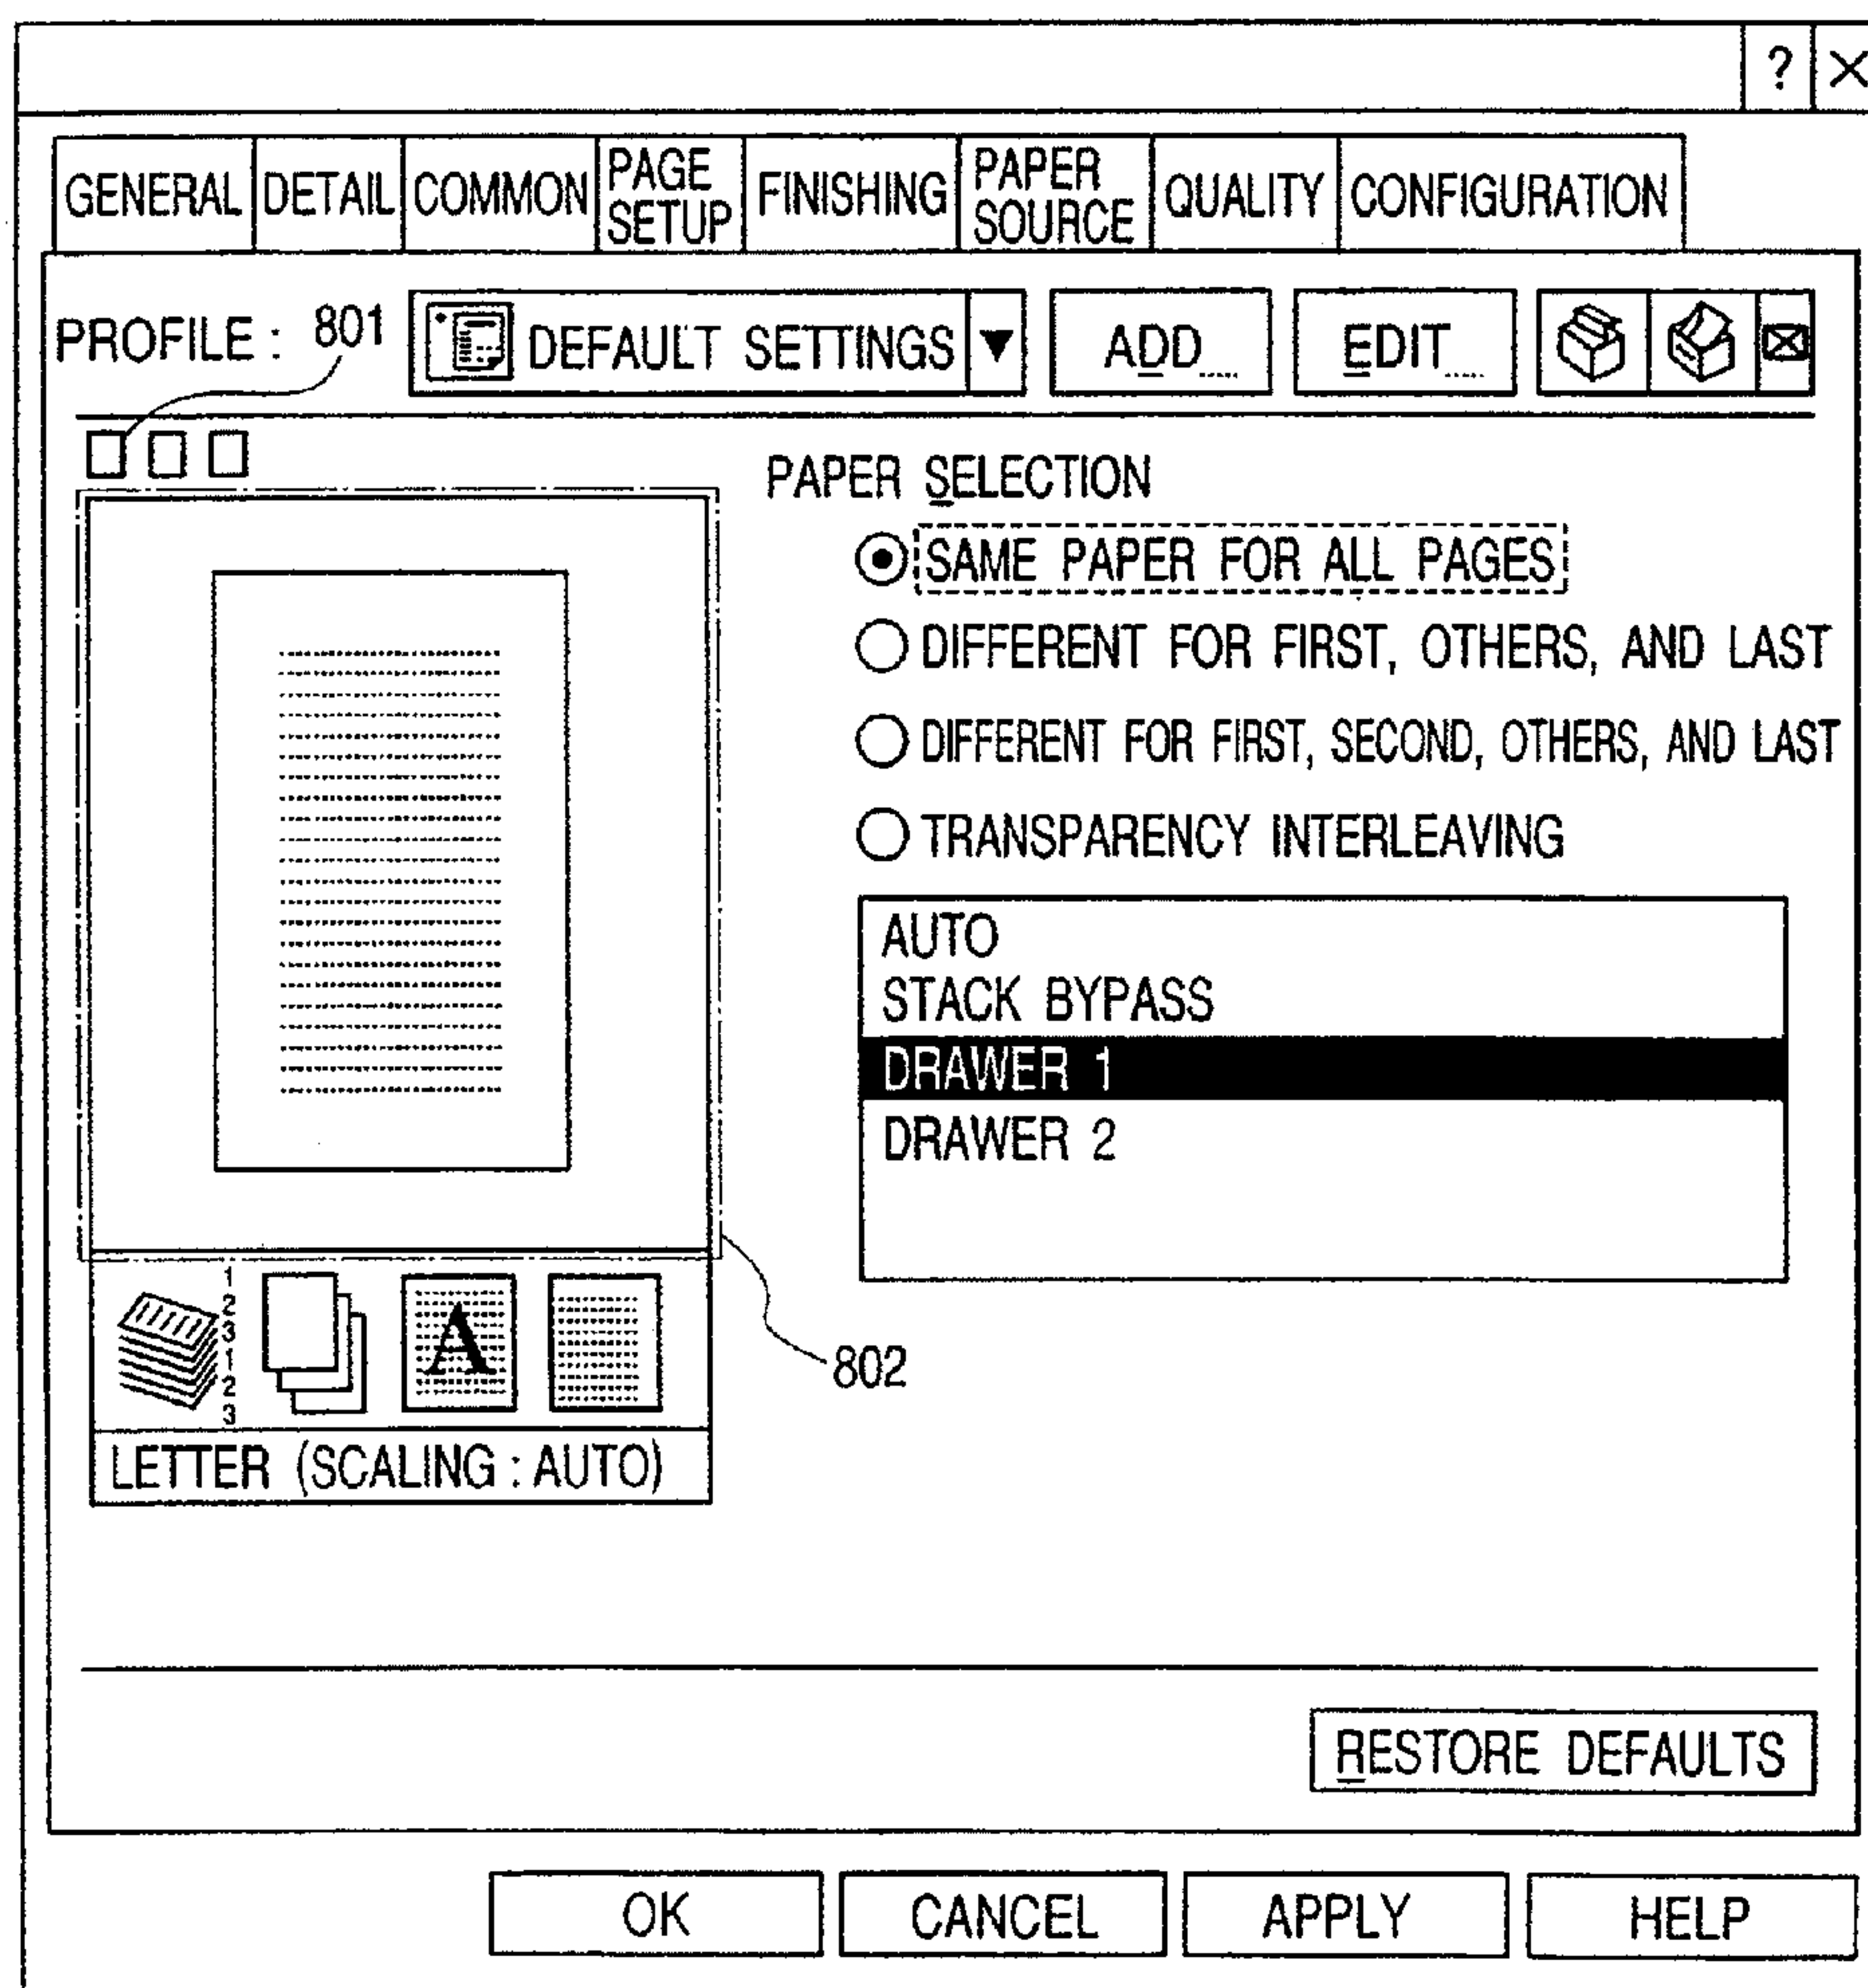 ? ×
GENERAL DETAIL COMMON PAGE SETUP FINISHING PAPER SOURCE QUALITY CONFIGURATION
PROFILE : 801 DEFAULT SETTINGS ▼ ADD... EDIT...
PAPER SELECTION
SAME PAPER FOR ALL PAGES
DIFFERENT FOR FIRST, OTHERS, AND LAST
DIFFERENT FOR FIRST, SECOND, OTHERS, AND LAST
TRANSPARENCY INTERLEAVING
AUTO
STACK BYPASS
DRAWER 1
DRAWER 2
1
2
3
1
2
3
A
802
LETTER (SCALING : AUTO)
RESTORE DEFAULTS
OK CANCEL APPLY HELP